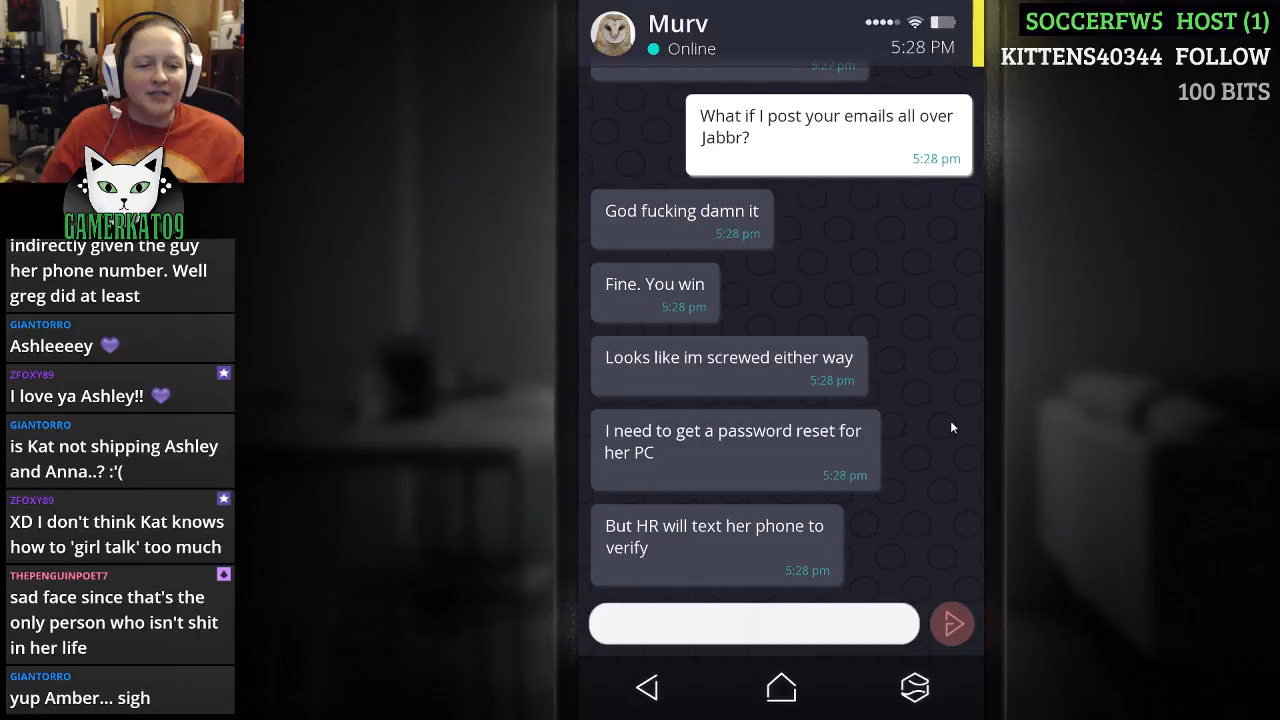 SOCCERFW5 HOST (1)
KITTENS40344 FOLLOW
100 BITS
GAMERKAT09
indirectly given the guy
her phone number. Well
greg did at least
GIANTORRO
Ashleeeey 💜
ZFOXY89
I love ya Ashley!! 💜
GIANTORRO
is Kat not shipping Ashley
and Anna..? :'(
ZFOXY89
XD I don't think Kat knows
how to 'girl talk' too much
THEPENGUINPOET7
sad face since that's the
only person who isn't shit
in her life
GIANTORRO
yup Amber... sigh
Murv
Online
5:28 PM
5:27 pm
What if I post your emails all over
Jabbr?
5:28 pm
God fucking damn it
5:28 pm
Fine. You win
5:28 pm
Looks like im screwed either way
5:28 pm
I need to get a password reset for
her PC
5:28 pm
But HR will text her phone to
verify
5:28 pm